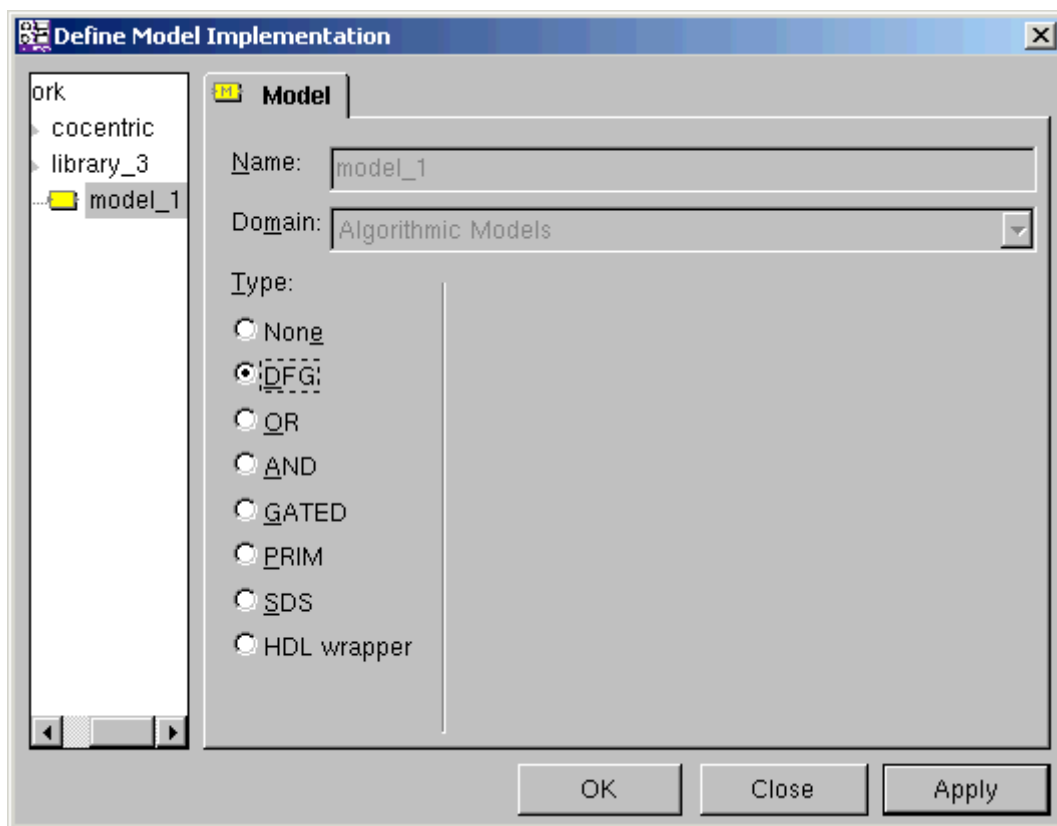 Define Model Implementation
ork
cocentric
library_3
model_1
Model
Name: model_1
Domain: Algorithmic Models
Type:
None
DFG
OR
AND
GATED
PRIM
SDS
HDL wrapper
OK Close Apply